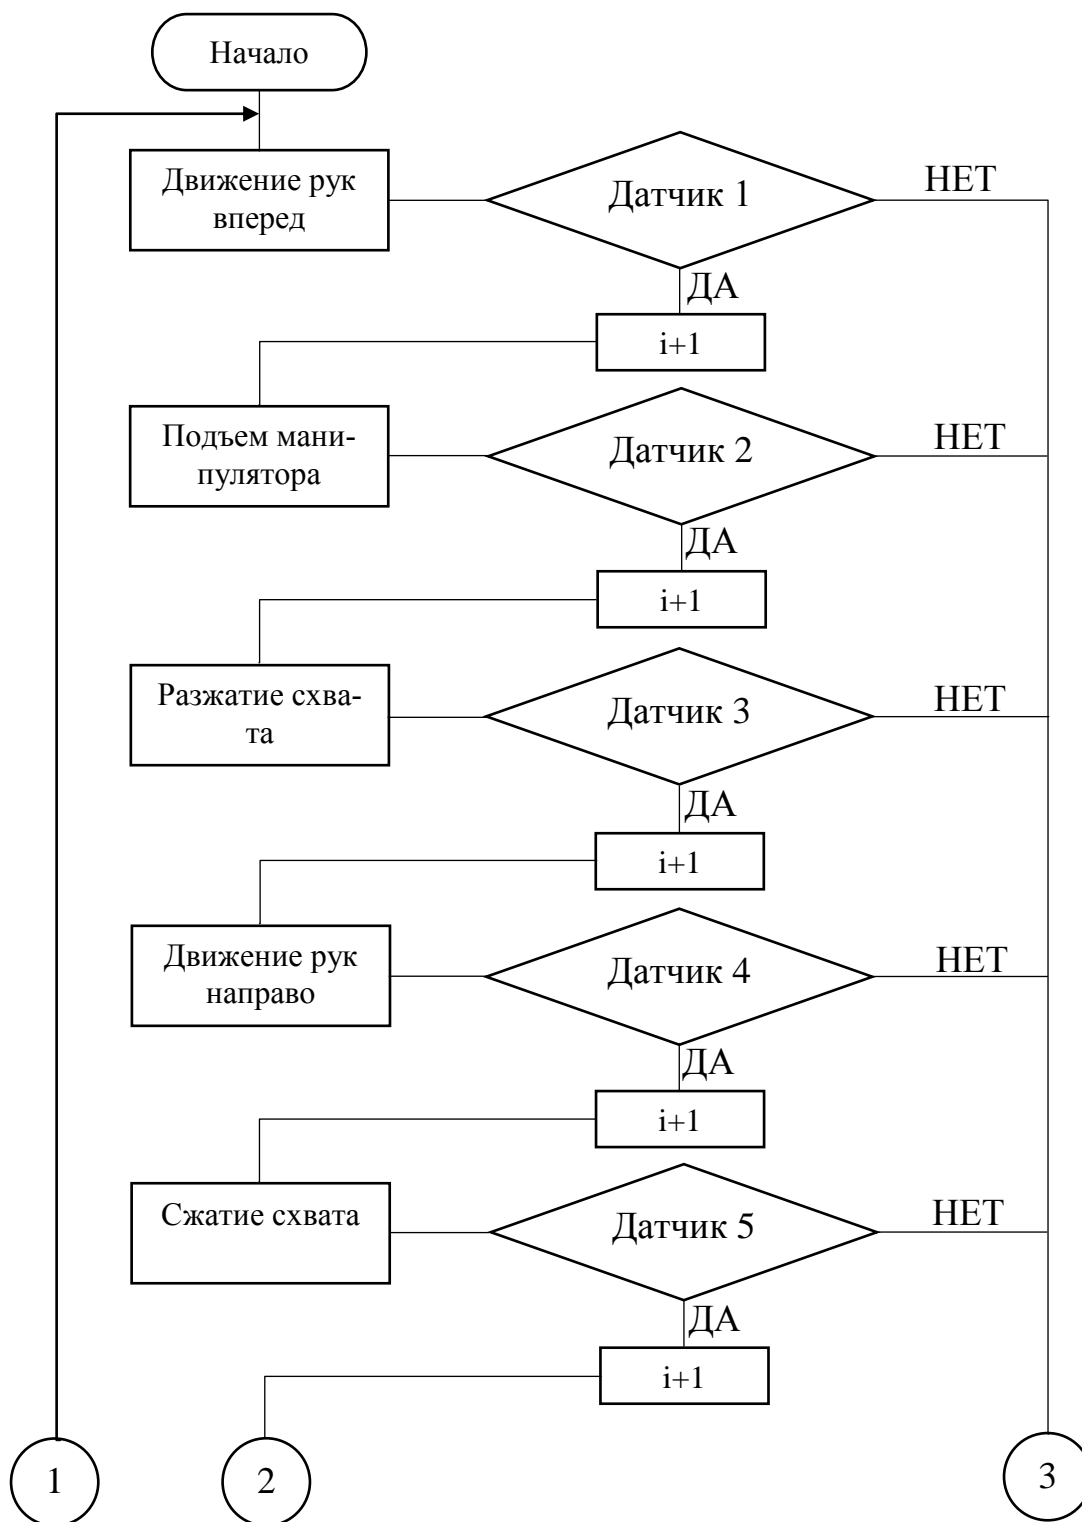 Начало
Движение рук
вперед
Датчик 1
НЕТ
ДА
i+1
Подъем мани-
пулятора
Датчик 2
НЕТ
ДА
i+1
Разжатие схва-
та
Датчик 3
НЕТ
ДА
i+1
Движение рук
направо
Датчик 4
НЕТ
ДА
i+1
Сжатие схвата
Датчик 5
НЕТ
ДА
i+1
1
2
3